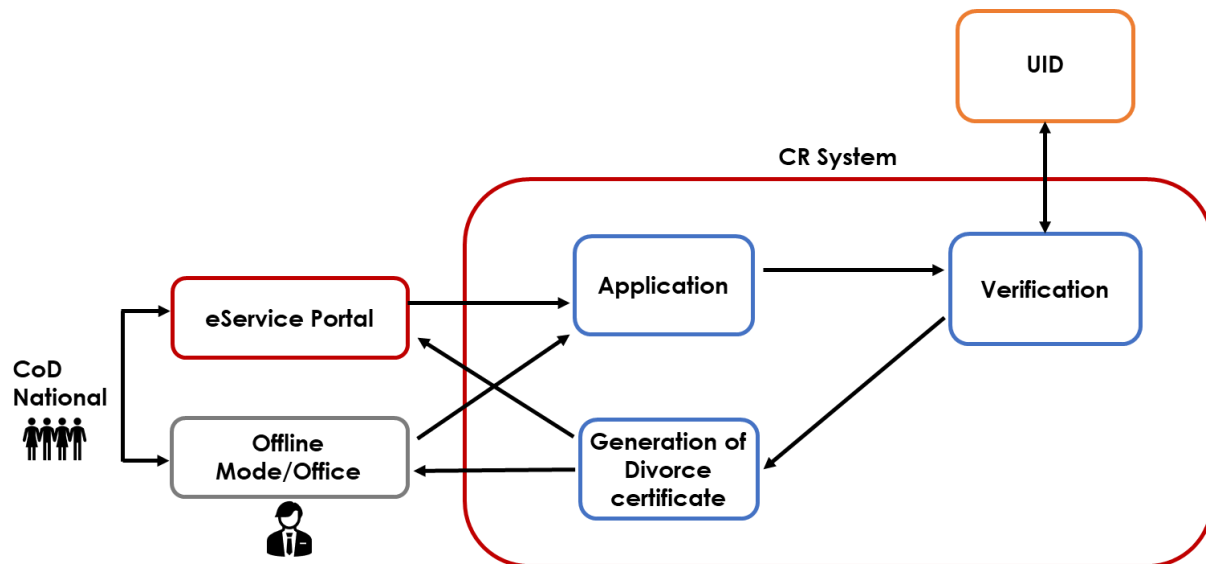 UID
CR System
Application
Verification
eService Portal
CoD
National
Offline
Mode/Office
Generation of
Divorce
certificate